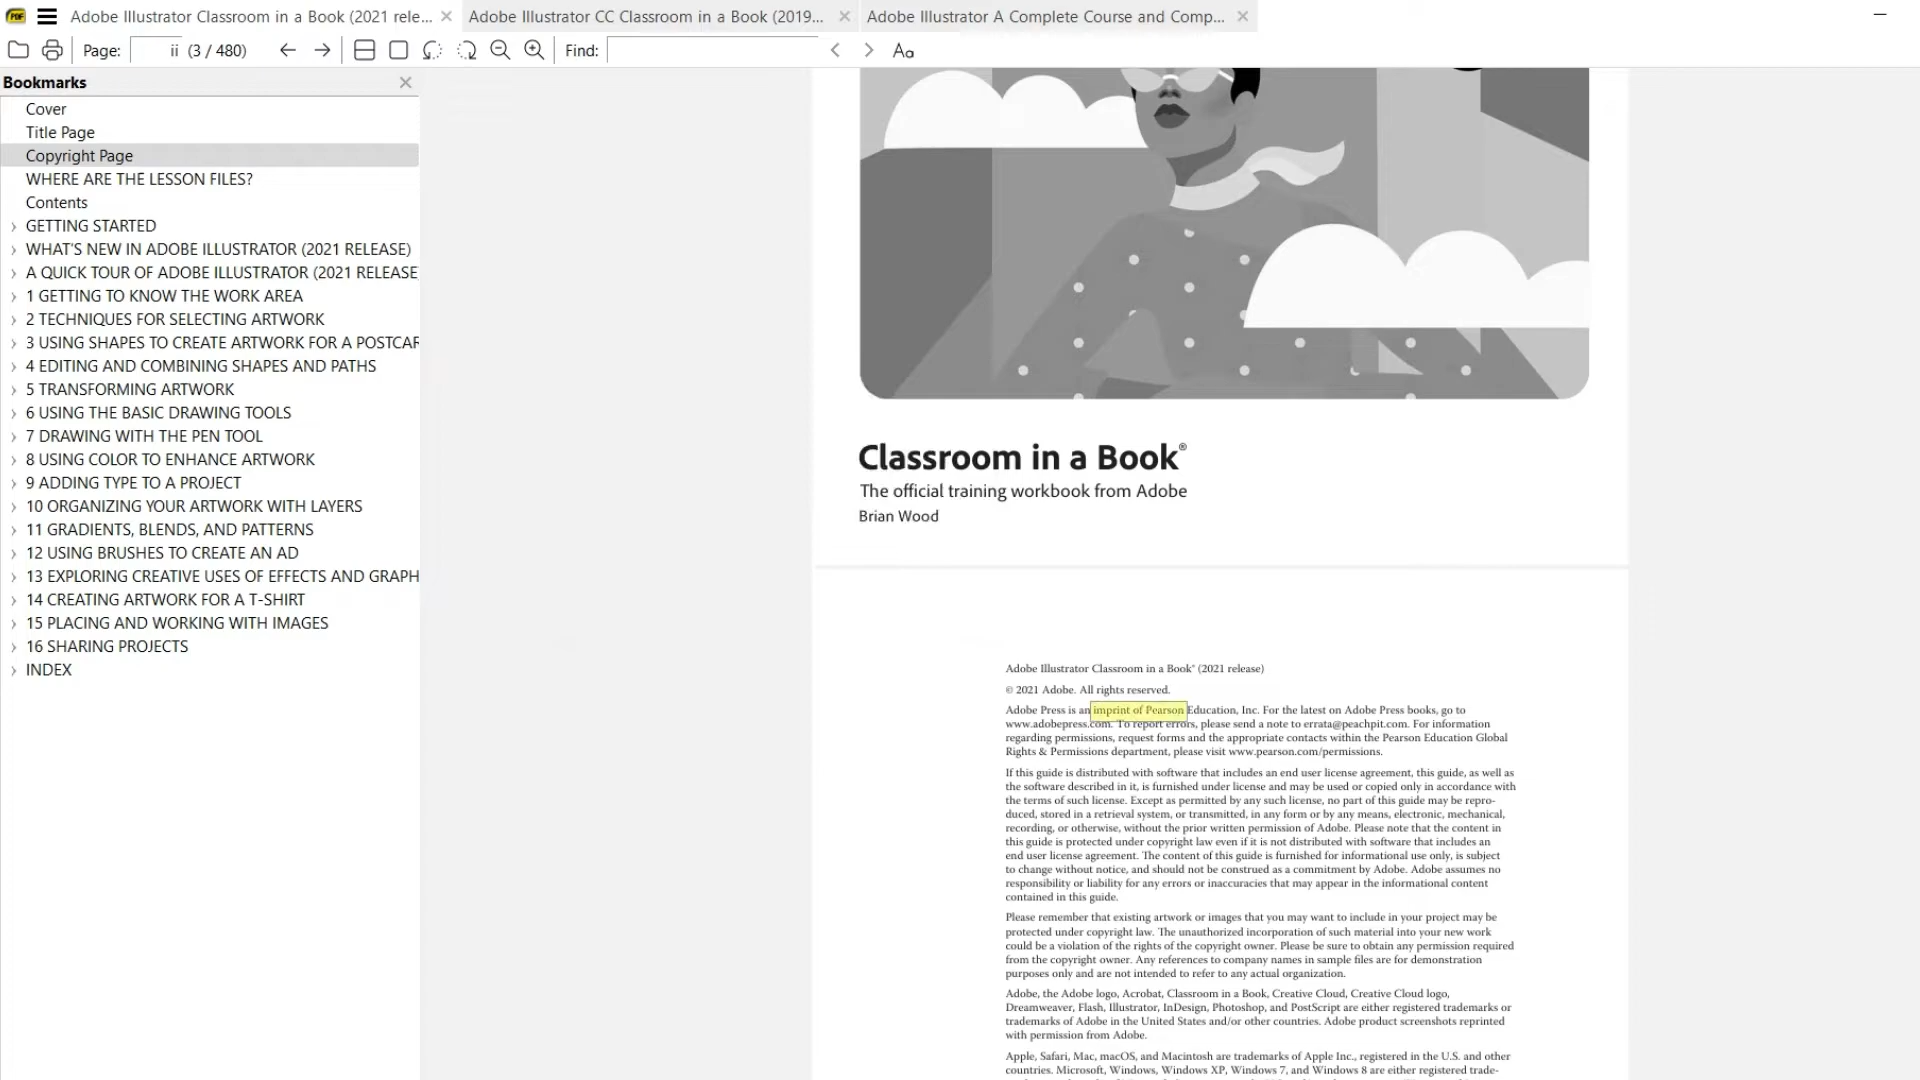 Adobe Illustrator Classroom in a Book (2021 rele...
Adobe Illustrator CC Classroom in a Book (2019...
Adobe Illustrator A Complete Course and Comp...
Page: ii (3 / 480)
Find:
Bookmarks
Cover
Title Page
Copyright Page
WHERE ARE THE LESSON FILES?
Contents
GETTING STARTED
WHAT'S NEW IN ADOBE ILLUSTRATOR (2021 RELEASE)
A QUICK TOUR OF ADOBE ILLUSTRATOR (2021 RELEASE
1 GETTING TO KNOW THE WORK AREA
2 TECHNIQUES FOR SELECTING ARTWORK
3 USING SHAPES TO CREATE ARTWORK FOR A POSTCAR
4 EDITING AND COMBINING SHAPES AND PATHS
5 TRANSFORMING ARTWORK
6 USING THE BASIC DRAWING TOOLS
7 DRAWING WITH THE PEN TOOL
8 USING COLOR TO ENHANCE ARTWORK
9 ADDING TYPE TO A PROJECT
10 ORGANIZING YOUR ARTWORK WITH LAYERS
11 GRADIENTS, BLENDS, AND PATTERNS
12 USING BRUSHES TO CREATE AN AD
13 EXPLORING CREATIVE USES OF EFFECTS AND GRAPH
14 CREATING ARTWORK FOR A T-SHIRT
15 PLACING AND WORKING WITH IMAGES
16 SHARING PROJECTS
INDEX
Classroom in a Book®
The official training workbook from Adobe
Brian Wood
Adobe Illustrator Classroom in a Book® (2021 release)
© 2021 Adobe. All rights reserved.
Adobe Press is an imprint of Pearson Education, Inc. For the latest on Adobe Press books, go to
www.adobepress.com. To report errors, please send a note to errata@peachpit.com. For information
regarding permissions, request forms and the appropriate contacts within the Pearson Education Global
Rights & Permissions department, please visit www.pearson.com/permissions.
If this guide is distributed with software that includes an end user license agreement, this guide, as well as
the software described in it, is furnished under license and may be used or copied only in accordance with
the terms of such license. Except as permitted by any such license, no part of this guide may be repro-
duced, stored in a retrieval system, or transmitted, in any form or by any means, electronic, mechanical,
recording, or otherwise, without the prior written permission of Adobe. Please note that the content in
this guide is protected under copyright law even if it is not distributed with software that includes an
end user license agreement. The content of this guide is furnished for informational use only, is subject
to change without notice, and should not be construed as a commitment by Adobe. Adobe assumes no
responsibility or liability for any errors or inaccuracies that may appear in the informational content
contained in this guide.
Please remember that existing artwork or images that you may want to include in your project may be
protected under copyright law. The unauthorized incorporation of such material into your new work
could be a violation of the rights of the copyright owner. Please be sure to obtain any permission required
from the copyright owner. Any references to company names in sample files are for demonstration
purposes only and are not intended to refer to any actual organization.
Adobe, the Adobe logo, Acrobat, Classroom in a Book, Creative Cloud, Creative Cloud logo,
Dreamweaver, Flash, Illustrator, InDesign, Photoshop, and PostScript are either registered trademarks or
trademarks of Adobe in the United States and/or other countries. Adobe product screenshots reprinted
with permission from Adobe.
Apple, Safari, Mac, macOS, and Macintosh are trademarks of Apple Inc., registered in the U.S. and other
countries. Microsoft, Windows, Windows XP, Windows 7, and Windows 8 are either registered trade-